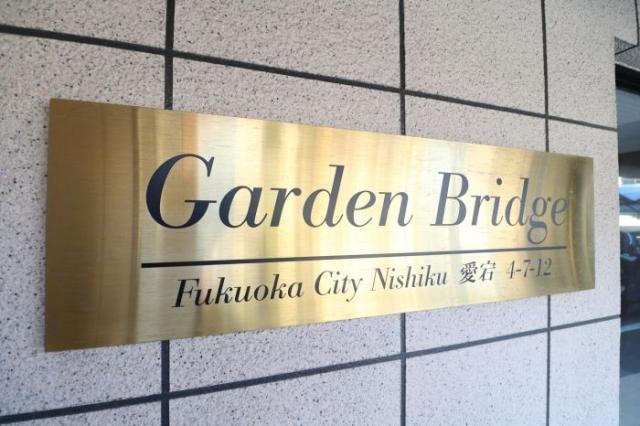 Garden Bridge
Fukuoka City Nishiku 愛宕 4-7-12